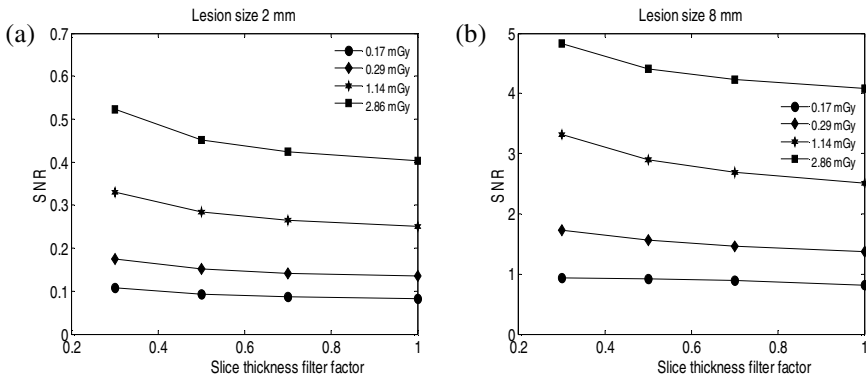 (a)
Lesion size 2 mm
0.7
0.6
0.5
0.4
0.3
0.2
0.1
0
SNR
0.17 mGy
0.29 mGy
1.14 mGy
2.86 mGy
0.2 0.4 0.6 0.8 1
Slice thickness filter factor
(b)
Lesion size 8 mm
5
4
3
2
1
0
SNR
0.17 mGy
0.29 mGy
1.14 mGy
2.86 mGy
0.2 0.4 0.6 0.8 1
Slice thickness filter factor